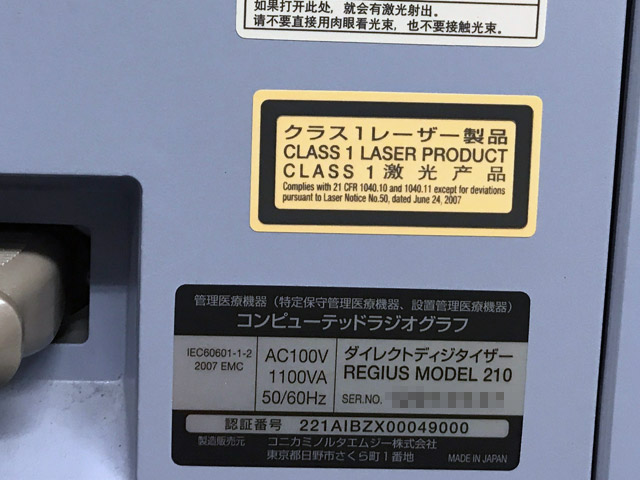 如果打开此处，就会有激光射出。
请不要直接用肉眼看光束，也不要接触光束。
クラス1レーザー製品
CLASS 1 LASER PRODUCT
CLASS 1 激光产品
Complies with 21 CFR 1040.10 and 1040.11 except for deviations
pursuant to Laser Notice No.50, dated June 24, 2007
管理医療機器（特定保守管理医療機器、設置管理医療機器）
コンピューテッドラジオグラフ
IEC60601-1-2
2007 EMC
AC100V
1100VA
50/60Hz
ダイレクトディジタイザー
REGIUS MODEL 210
SER.NO.
認証番号 221AIBZX00049000
製造販売元 コニカミノルタエムジー株式会社
東京都日野市さくら町1番地
MADE IN JAPAN